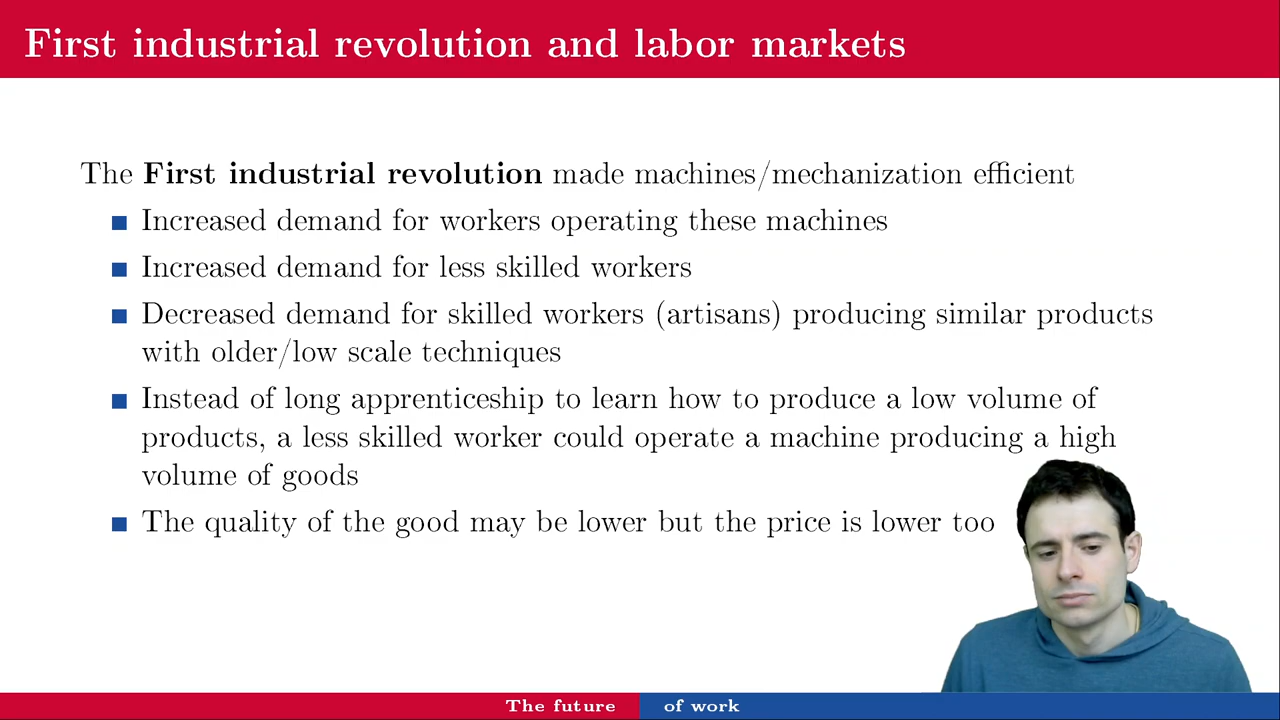 First industrial revolution and labor markets
The First industrial revolution made machines/mechanization efficient
Increased demand for workers operating these machines
Increased demand for less skilled workers
Decreased demand for skilled workers (artisans) producing similar products
with older/low scale techniques
Instead of long apprenticeship to learn how to produce a low volume of
products, a less skilled worker could operate a machine producing a high
volume of goods
The quality of the good may be lower but the price is lower too
The future of work